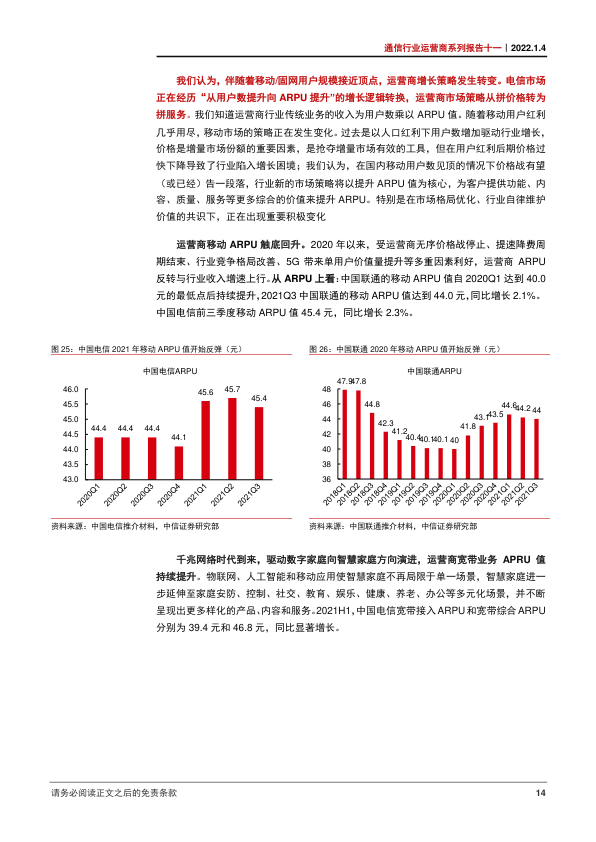 通信行业运营商系列报告十一｜2022.1.4
我们认为，伴随着移动/固网用户规模接近顶点，运营商增长策略发生转变。电信市场
正在经历“从用户数提升向 ARPU 提升”的增长逻辑转换，运营商市场策略从拼价格转为
拼服务。我们知道运营商行业传统业务的收入为用户数乘以 ARPU 值。随着移动用户红利
几乎用尽，移动市场的策略正在发生变化。过去是以人口红利下用户数增加驱动行业增长，
价格是增量市场份额的重要因素，是抢夺增量市场有效的工具，但在用户红利后期价格过
快下降导致了行业陷入增长困境；我们认为，在国内移动用户数见顶的情况下价格战有望
（或已经）告一段落，行业新的市场策略将以提升 ARPU 值为核心，为客户提供功能、内
容、质量、服务等更多综合的价值来提升 ARPU。特别是在市场格局优化、行业自律维护
价值的共识下，正在出现重要积极变化
运营商移动 ARPU 触底回升。2020 年以来，受运营商无序价格战停止、提速降费周
期结束、行业竞争格局改善、5G 带来单用户价值量提升等多重因素利好，运营商 ARPU
反转与行业收入增速上行。从 ARPU 上看：中国联通的移动 ARPU 值自 2020Q1 达到 40.0
元的最低点后持续提升，2021Q3 中国联通的移动 ARPU 值达到 44.0 元，同比增长 2.1%。
中国电信前三季度移动 ARPU 值 45.4 元，同比增长 2.3%。
图 25：中国电信 2021 年移动 ARPU 值开始反弹（元）
中国电信ARPU
46.0
45.5
45.0
44.5
44.0
43.5
43.0
44.4 44.4 44.4 44.1 45.6 45.7 45.4
2020Q1 2020Q2 2020Q3 2020Q4 2021Q1 2021Q2 2021Q3
资料来源：中国电信推介材料，中信证券研究部
图 26：中国联通 2020 年移动 ARPU 值开始反弹（元）
中国联通ARPU
48
46
44
42
40
38
36
47.9 47.8 44.8 42.3 41.2 40.4 40.1 40.1 40 41.8 43.1 43.5 44.6 44.2 44
2018Q1 2018Q2 2018Q3 2018Q4 2019Q1 2019Q2 2019Q3 2019Q4 2020Q1 2020Q2 2020Q3 2020Q4 2021Q1 2021Q2 2021Q3
资料来源：中国联通推介材料，中信证券研究部
千兆网络时代到来，驱动数字家庭向智慧家庭方向演进，运营商宽带业务 APRU 值
持续提升。物联网、人工智能和移动应用使智慧家庭不再局限于单一场景，智慧家庭进一
步延伸至家庭安防、控制、社交、教育、娱乐、健康、养老、办公等多元化场景，并不断
呈现出更多样化的产品、内容和服务。2021H1，中国电信宽带接入 ARPU 和宽带综合 ARPU
分别为 39.4 元和 46.8 元，同比显著增长。
请务必阅读正文之后的免责条款
14